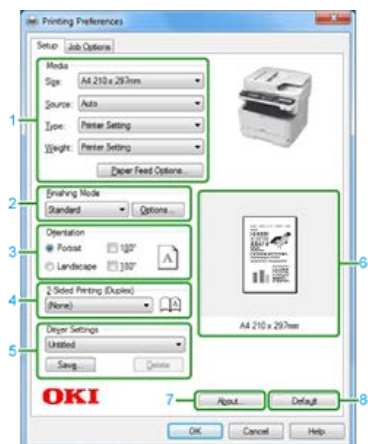 Printing Preferences
Setup Job Options
Media
Size: A4 210 x 297mm
1
Source: Auto
Type: Printer Setting
Weight: Printer Setting
Paper Feed Options...
Finishing Mode
2
Standard Options...
Orientation
3
Portrait 180°
Landscape 180°
A
6
2-Sided Printing (Duplex)
4
(None)
A4 210 x 297mm
Driver Settings
5
Untitled
Save... Delete
OKI
7 About... Default 8
OK Cancel Help